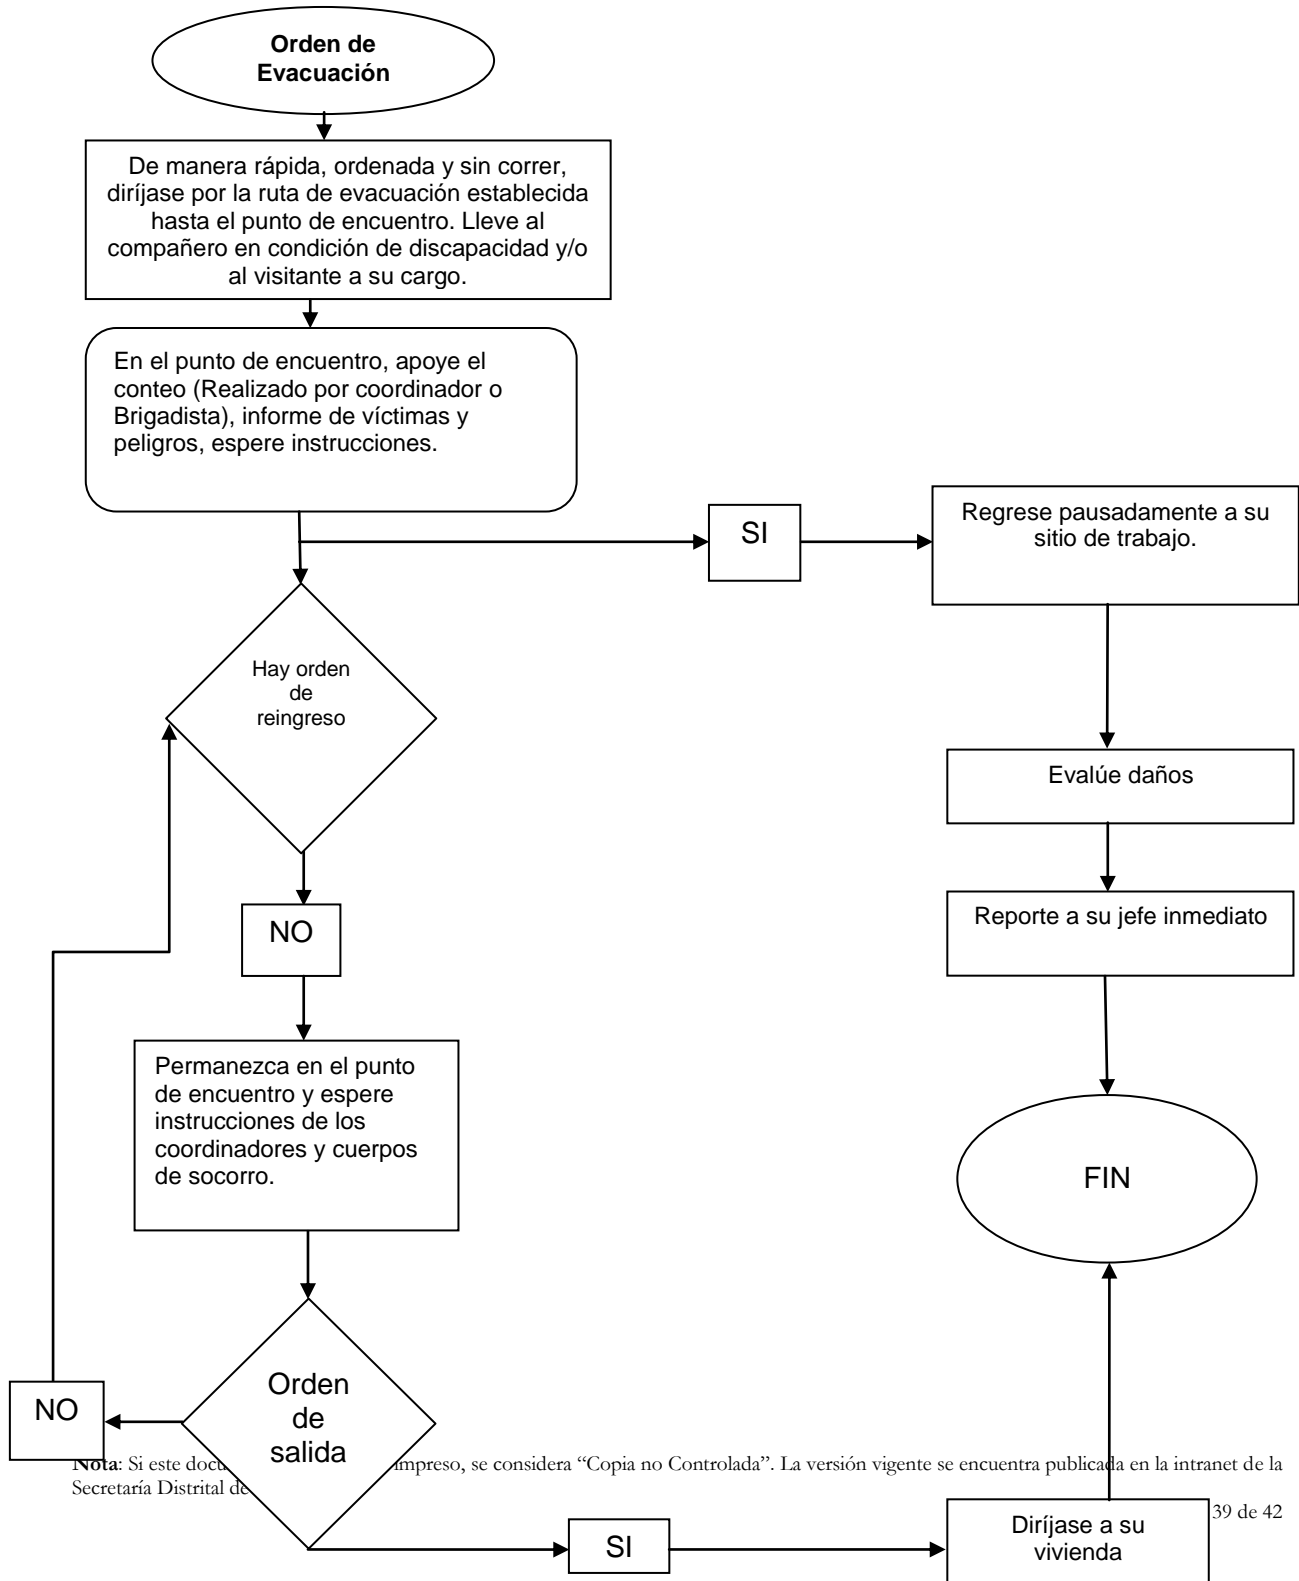 Orden de
Evacuación
De manera rápida, ordenada y sin correr,
diríjase por la ruta de evacuación establecida
hasta el punto de encuentro. Lleve al
compañero en condición de discapacidad y/o
al visitante a su cargo.
En el punto de encuentro, apoye el
conteo (Realizado por coordinador o
Brigadista), informe de víctimas y
peligros, espere instrucciones.
SI
Regrese pausadamente a su
sitio de trabajo.
Hay orden
de
reingreso
Evalúe daños
NO
Reporte a su jefe inmediato
Permanezca en el punto
de encuentro y espere
instrucciones de los
coordinadores y cuerpos
de socorro.
FIN
Orden
de
salida
NO
Nota: Si este impreso, se considera “Copia no Controlada”. La versión vigente se encuentra publicada en la intranet de la
Secretaría Distrital de
39 de 42
SI
Diríjase a su
vivienda